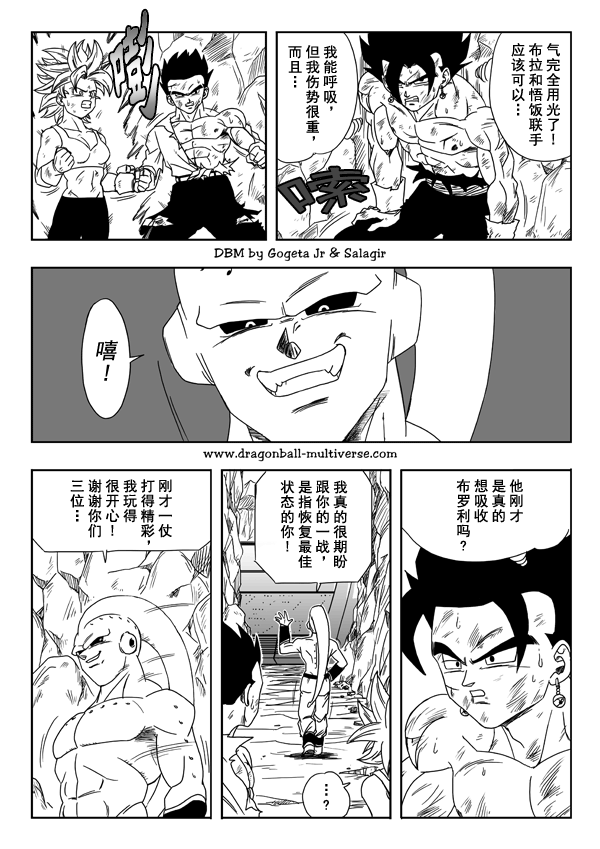 气完全用光了！
布拉和悟饭联手
应该可以…
我能呼吸，
但我伤势很重，
而且…
嗦
嘭
DBM by Gogeta Jr & Salagir
嘻！
www.dragonball-multiverse.com
他刚才
是真的
想吸收
布罗利吗？
我真的很期盼
跟你的一战，
是指恢复最佳
状态的你！
…？
刚才一仗
打得精彩，
我玩得
很开心！
谢谢你们
三位…